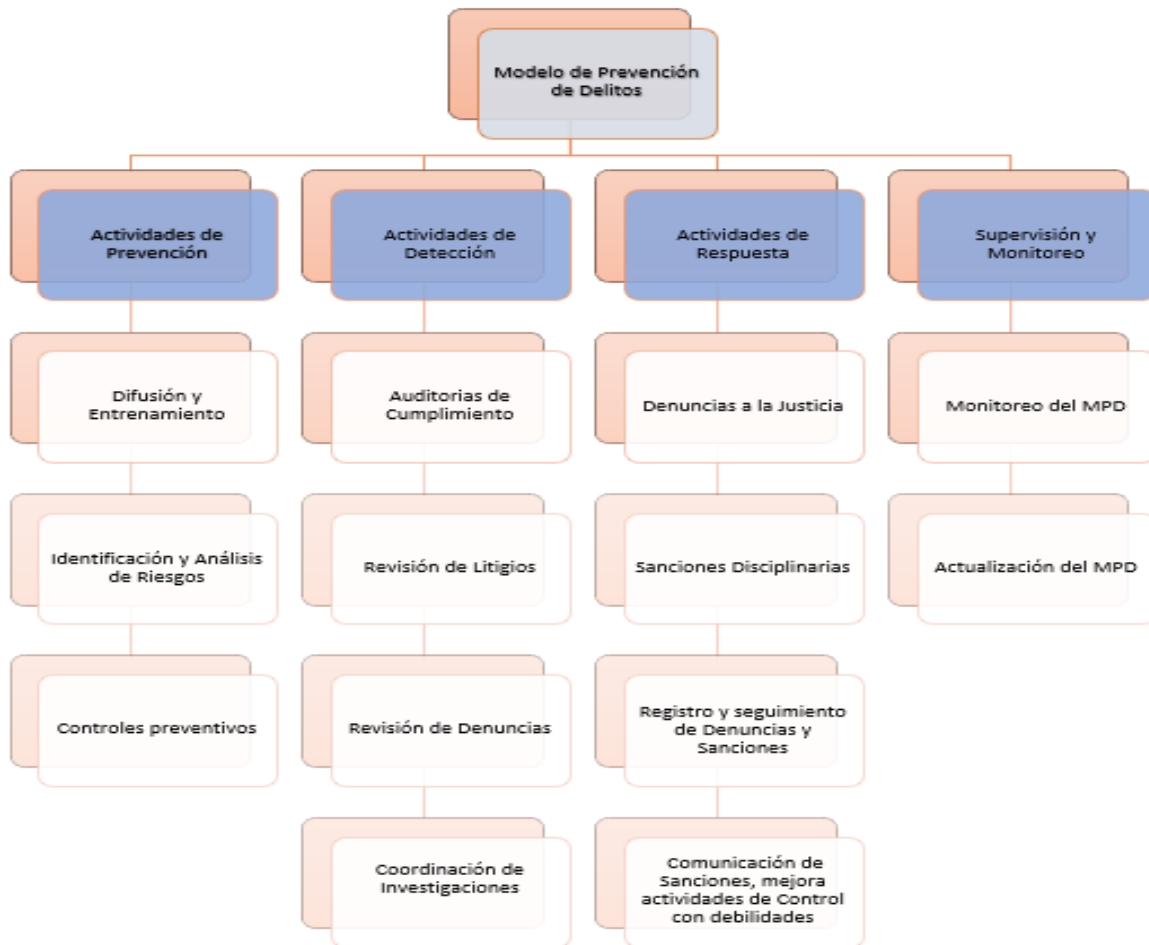 Modelo de Prevención
de Delitos
Actividades de
Prevención
Actividades de
Detección
Actividades de
Respuesta
Supervisión y
Monitoreo
Difusión y
Entrenamiento
Auditorias de
Cumplimiento
Denuncias a la Justicia
Monitoreo del MPD
Identificación y Análisis
de Riesgos
Revisión de Litigios
Sanciones Disciplinarias
Actualización del MPD
Controles preventivos
Revisión de Denuncias
Registro y seguimiento
de Denuncias y
Sanciones
Coordinación de
Investigaciones
Comunicación de
Sanciones, mejora
actividades de Control
con debilidades